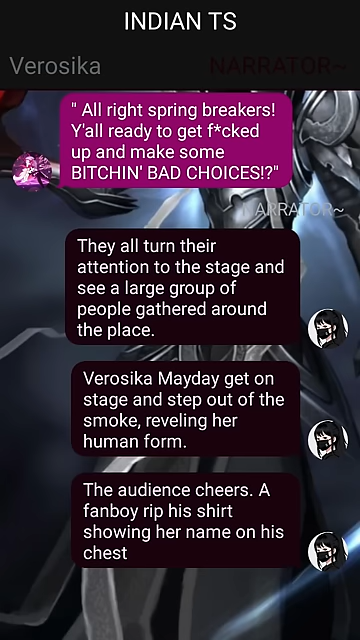 INDIAN TS
Verosika
NARRATOR~
" All right spring breakers!
Y'all ready to get f*cked
up and make some
BITCHIN' BAD CHOICES!?"
NARRATOR~
They all turn their
attention to the stage and
see a large group of
people gathered around
the place.
Verosika Mayday get on
stage and step out of the
smoke, reveling her
human form.
The audience cheers. A
fanboy rip his shirt
showing her name on his
chest